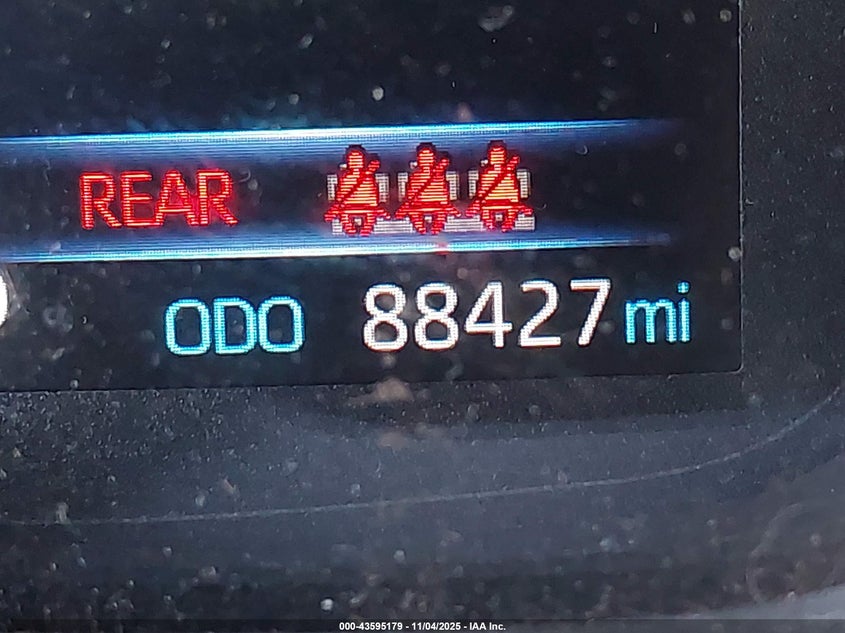 REAR
ODO 88427 mi
000-43595179 - 11/04/2025 - IAA Inc.